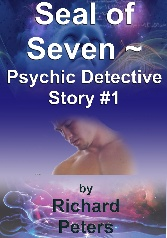 Seal of
Seven ~
Psychic Detective
Story #1
by
Richard
Peters